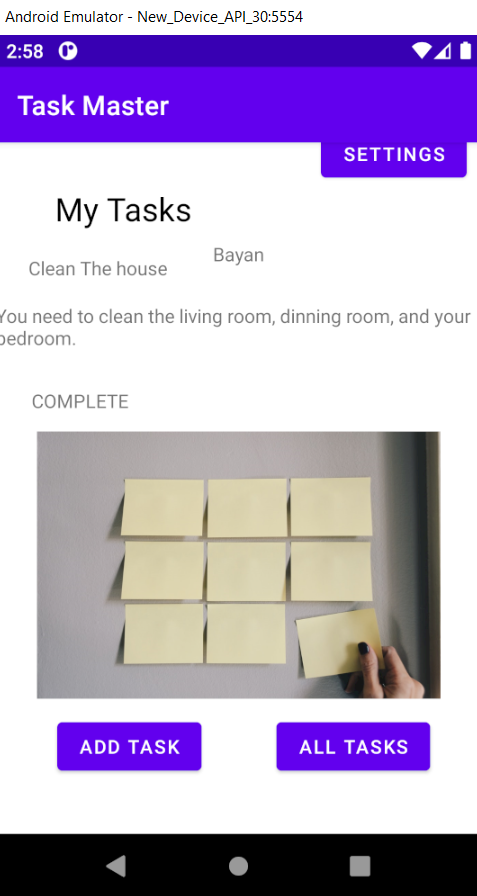 Android Emulator - New_Device_API_30:5554
2:58
Task Master
SETTINGS
My Tasks
Bayan
Clean The house
You need to clean the living room, dinning room, and your
bedroom.
COMPLETE
ADD TASK
ALL TASKS